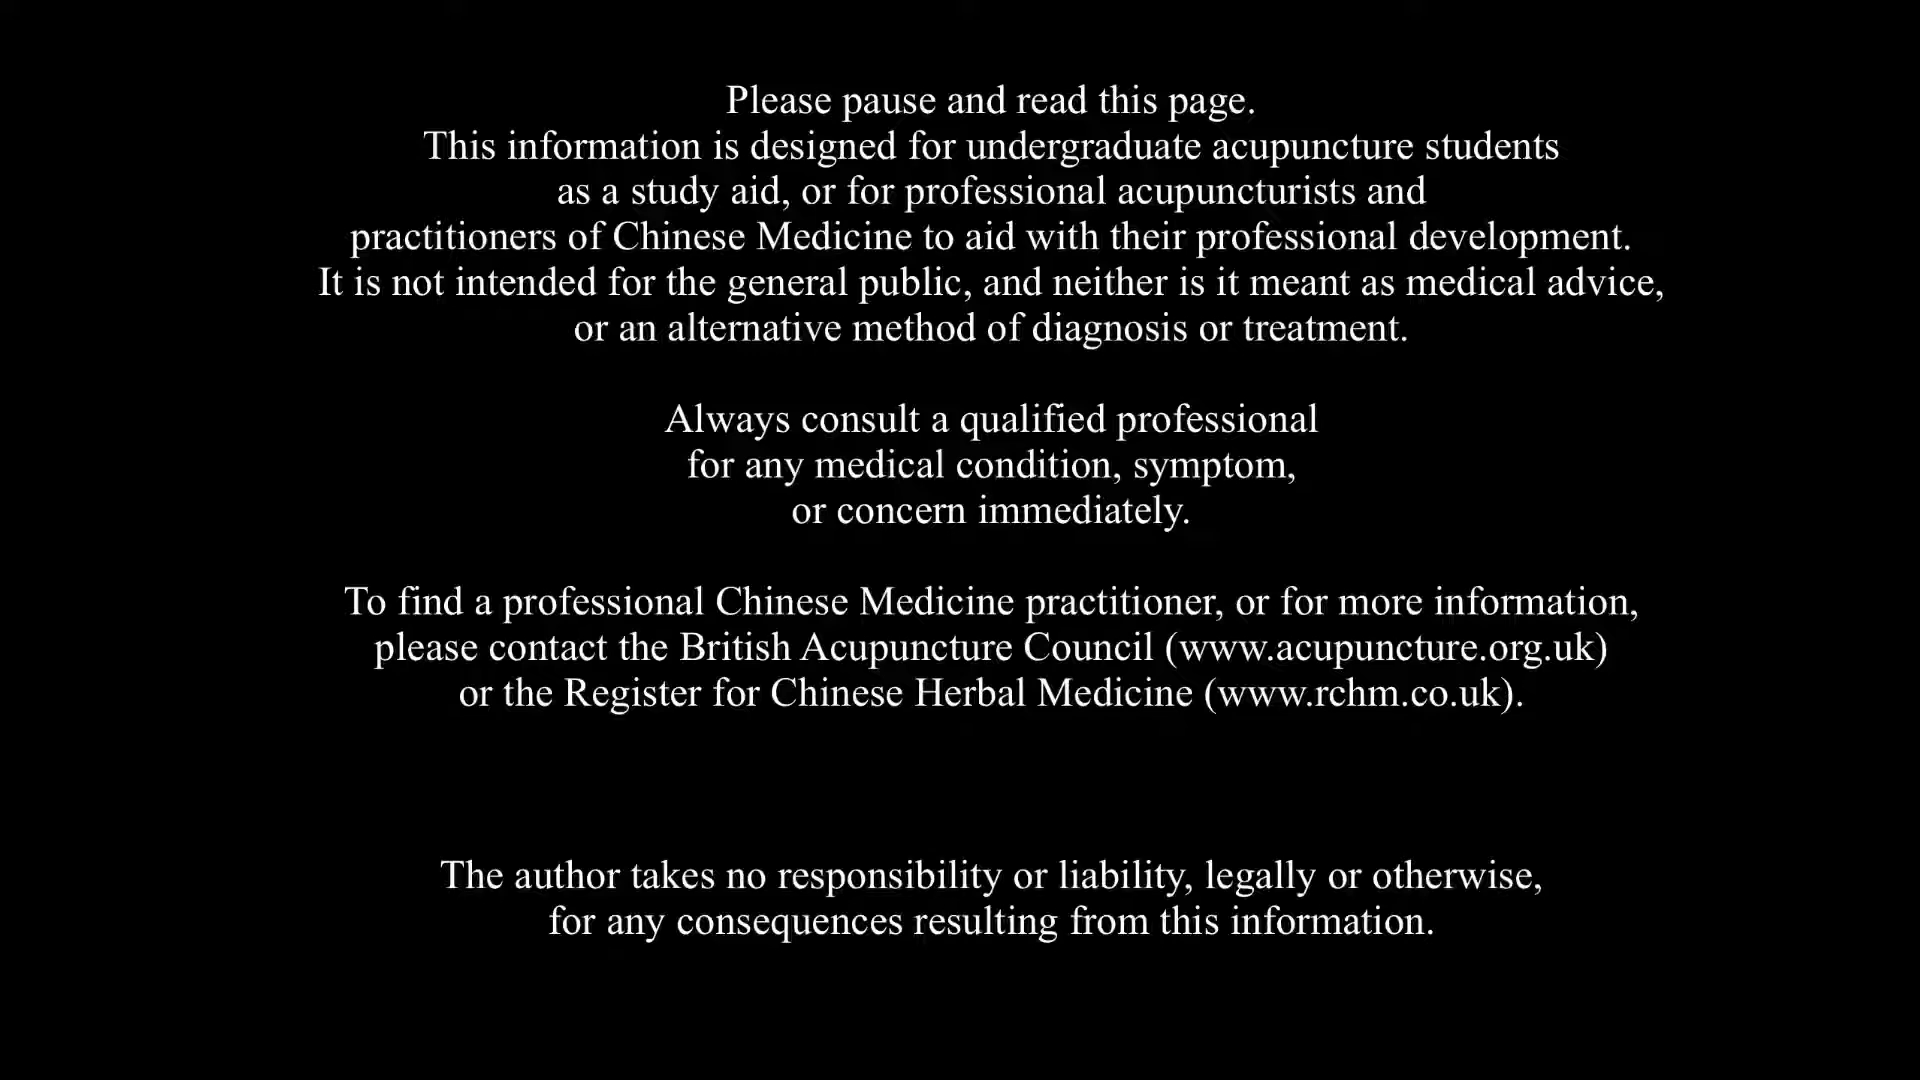 Please pause and read this page.
This information is designed for undergraduate acupuncture students
as a study aid, or for professional acupuncturists and
practitioners of Chinese Medicine to aid with their professional development.
It is not intended for the general public, and neither is it meant as medical advice,
or an alternative method of diagnosis or treatment.
Always consult a qualified professional
for any medical condition, symptom,
or concern immediately.
To find a professional Chinese Medicine practitioner, or for more information,
please contact the British Acupuncture Council (www.acupuncture.org.uk)
or the Register for Chinese Herbal Medicine (www.rchm.co.uk).
The author takes no responsibility or liability, legally or otherwise,
for any consequences resulting from this information.